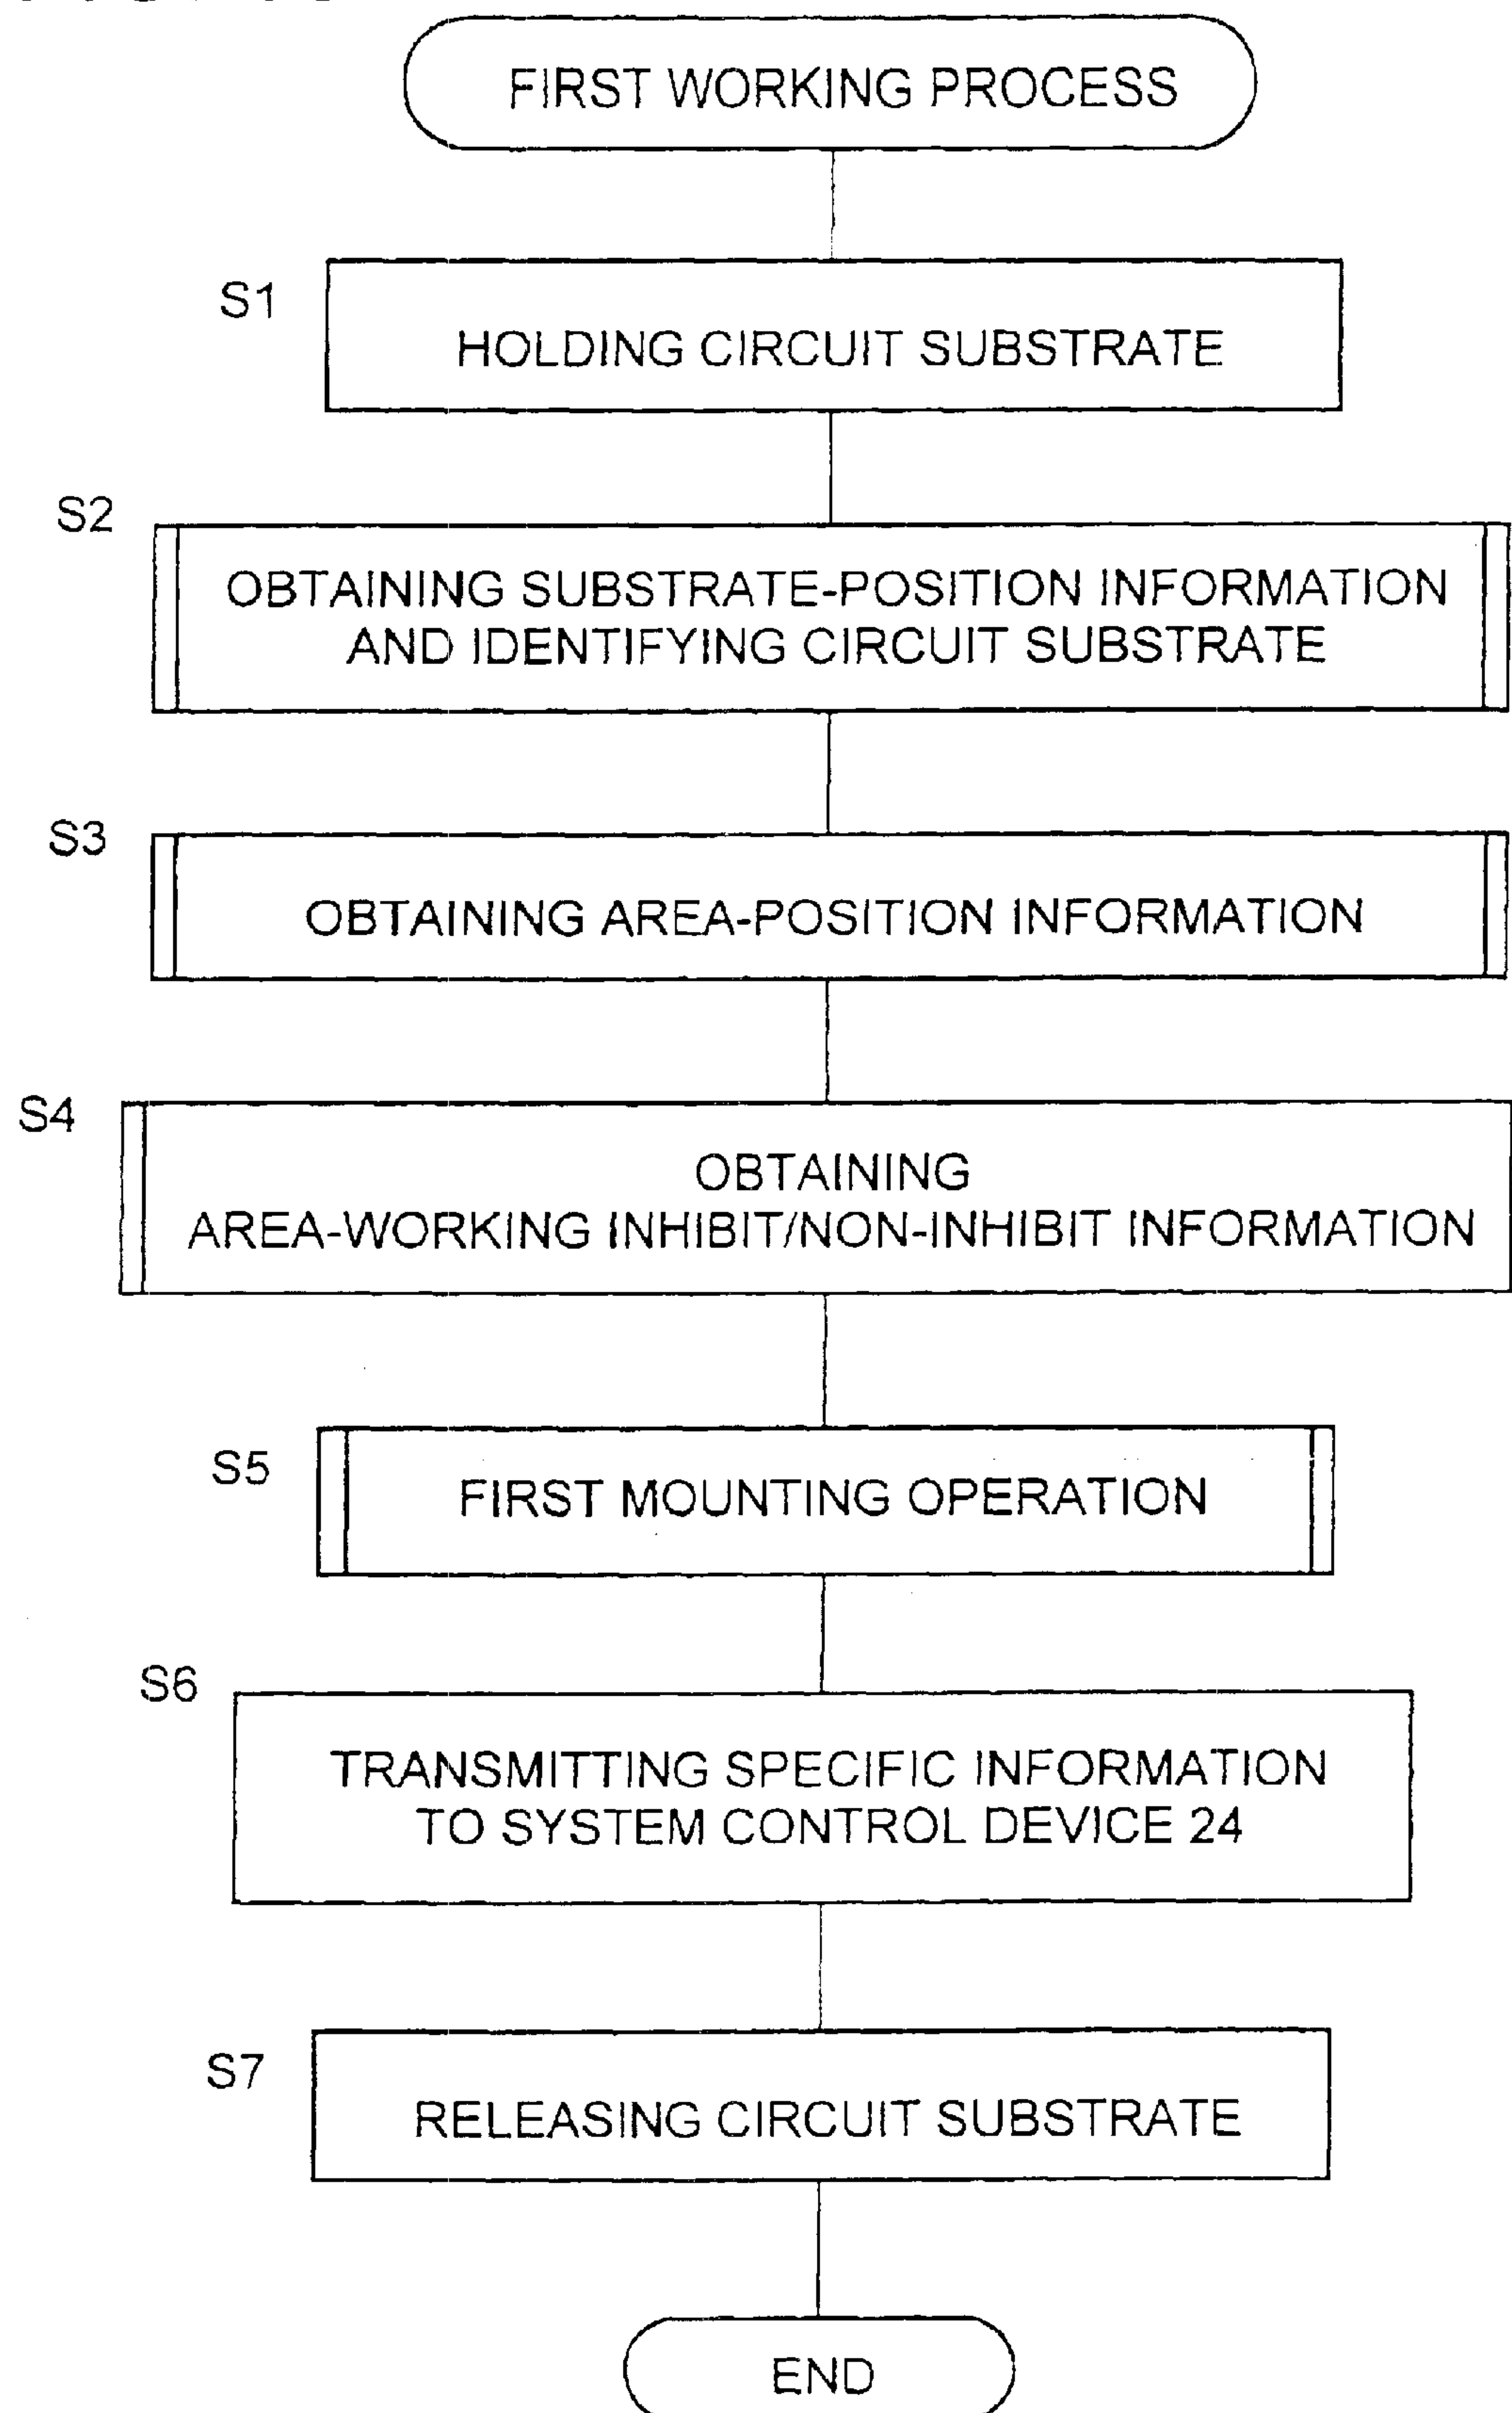 FIRST WORKING PROCESS
S1
HOLDING CIRCUIT SUBSTRATE
S2
OBTAINING SUBSTRATE-POSITION INFORMATION
AND IDENTIFYING CIRCUIT SUBSTRATE
S3
OBTAINING AREA-POSITION INFORMATION
S4
OBTAINING
AREA-WORKING INHIBIT/NON-INHIBIT INFORMATION
S5
FIRST MOUNTING OPERATION
S6
TRANSMITTING SPECIFIC INFORMATION
TO SYSTEM CONTROL DEVICE 24
S7
RELEASING CIRCUIT SUBSTRATE
END